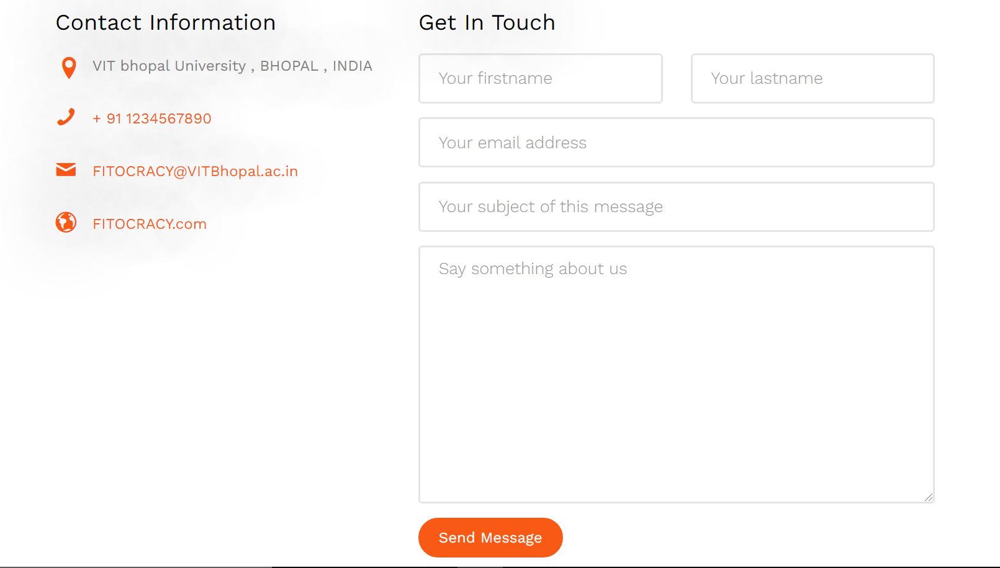 Contact Information
VIT bhopal University , BHOPAL , INDIA
+ 91 1234567890
FITOCRACY@VITBhopal.ac.in
FITOCRACY.com
Get In Touch
Your firstname
Your lastname
Your email address
Your subject of this message
Say something about us
Send Message